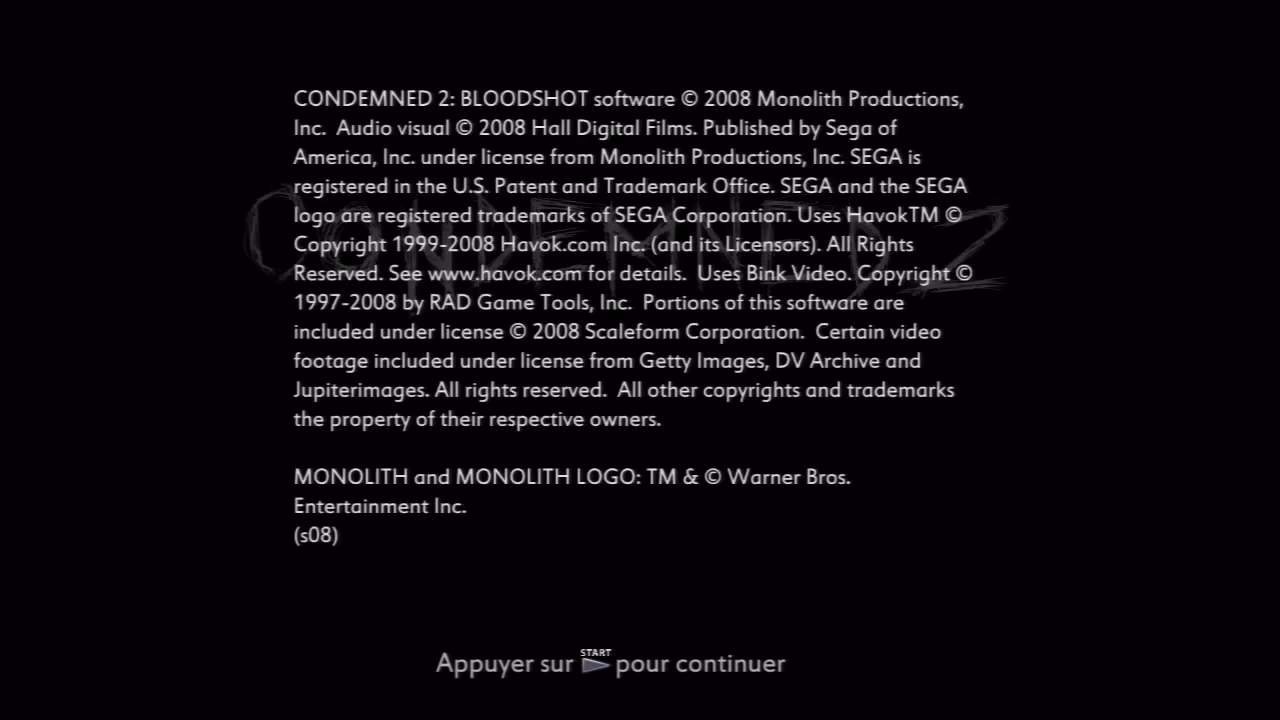 CONDEMNED 2: BLOODSHOT software © 2008 Monolith Productions,
Inc.  Audio visual © 2008 Hall Digital Films. Published by Sega of
America, Inc. under license from Monolith Productions, Inc. SEGA is
registered in the U.S. Patent and Trademark Office. SEGA and the SEGA
logo are registered trademarks of SEGA Corporation. Uses HavokTM ©
CONDEMNED 2
Copyright 1999-2008 Havok.com Inc. (and its Licensors). All Rights
Reserved. See www.havok.com for details.  Uses Bink Video. Copyright ©
1997-2008 by RAD Game Tools, Inc.  Portions of this software are
included under license © 2008 Scaleform Corporation.  Certain video
footage included under license from Getty Images, DV Archive and
Jupiterimages. All rights reserved.  All other copyrights and trademarks
the property of their respective owners.
MONOLITH and MONOLITH LOGO: TM & © Warner Bros.
Entertainment Inc.
(s08)
Appuyer sur START pour continuer